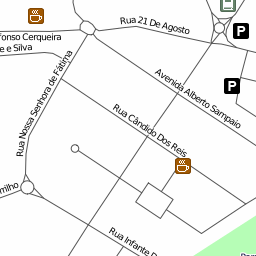 Rua 21 De Agosto
fonso Cerqueira
e e Silva
Avenida Alberto Sampaio
Rua Nossa Senhora de Fátima
Rua Cândido Dos Reis
Rua Infante D
P
P